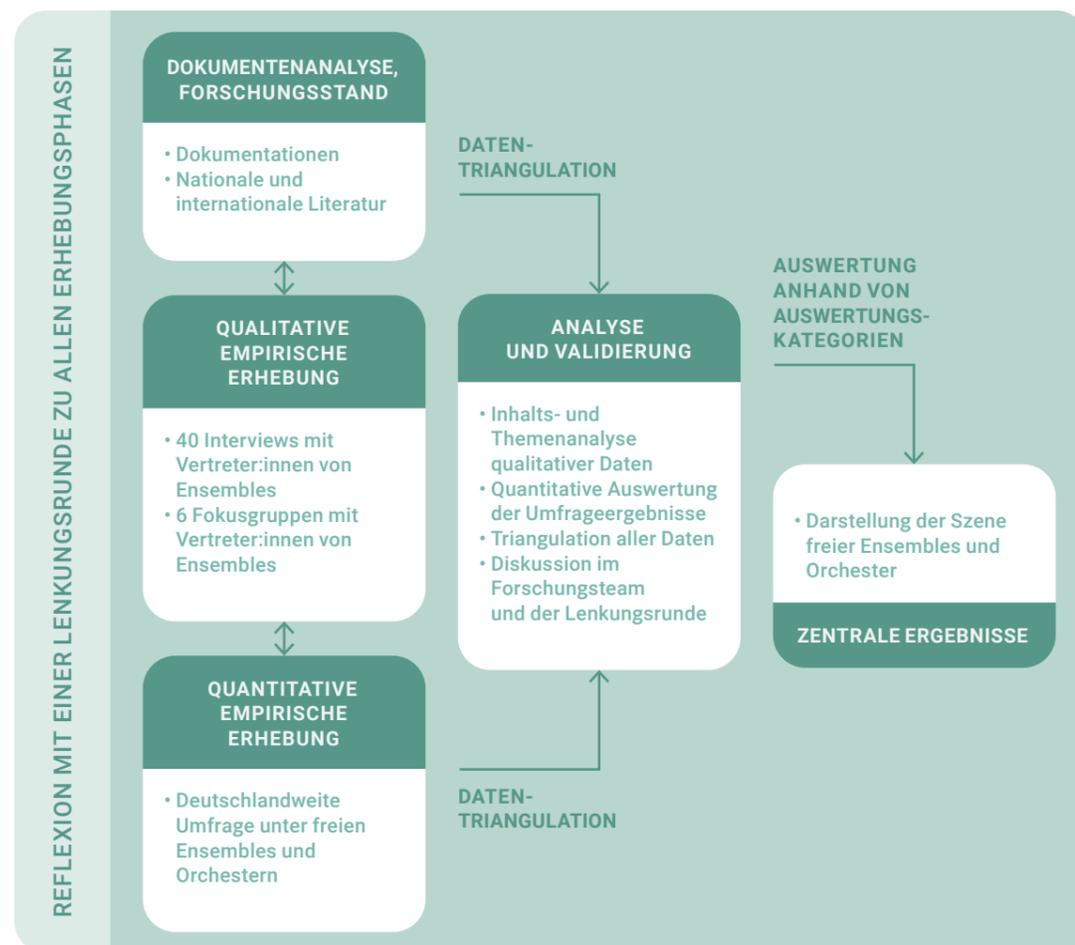 REFLEXION MIT EINER LENKUNGSRUNDE ZU ALLEN ERHEBUNGSPHASEN
DOKUMENTENANALYSE,
FORSCHUNGSSTAND
• Dokumentationen
• Nationale und
internationale Literatur
QUALITATIVE
EMPIRISCHE
ERHEBUNG
• 40 Interviews mit
Vertreter:innen von
Ensembles
• 6 Fokusgruppen mit
Vertreter:innen von
Ensembles
QUANTITATIVE
EMPIRISCHE
ERHEBUNG
• Deutschlandweite
Umfrage unter freien
Ensembles und
Orchestern
DATEN-
TRIANGULATION
ANALYSE
UND VALIDIERUNG
• Inhalts- und
Themenanalyse
qualitativer Daten
• Quantitative Auswertung
der Umfrageergebnisse
• Triangulation aller Daten
• Diskussion im
Forschungsteam
und der Lenkungsrunde
DATEN-
TRIANGULATION
AUSWERTUNG
ANHAND VON
AUSWERTUNGS-
KATEGORIEN
• Darstellung der Szene
freier Ensembles und
Orchester
ZENTRALE ERGEBNISSE